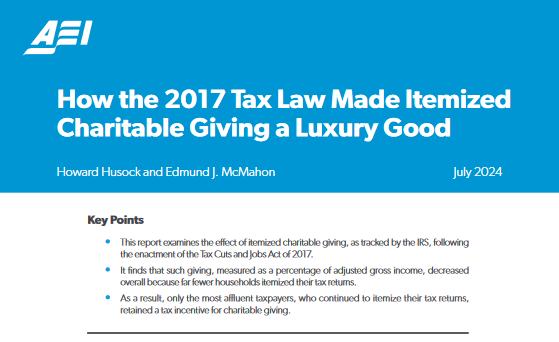 AEI
How the 2017 Tax Law Made Itemized
Charitable Giving a Luxury Good
Howard Husock and Edmund J. McMahon July 2024
Key Points
• This report examines the effect of itemized charitable giving, as tracked by the IRS, following
the enactment of the Tax Cuts and Jobs Act of 2017.
• It finds that such giving, measured as a percentage of adjusted gross income, decreased
overall because far fewer households itemized their tax returns.
• As a result, only the most affluent taxpayers, who continued to itemize their tax returns,
retained a tax incentive for charitable giving.